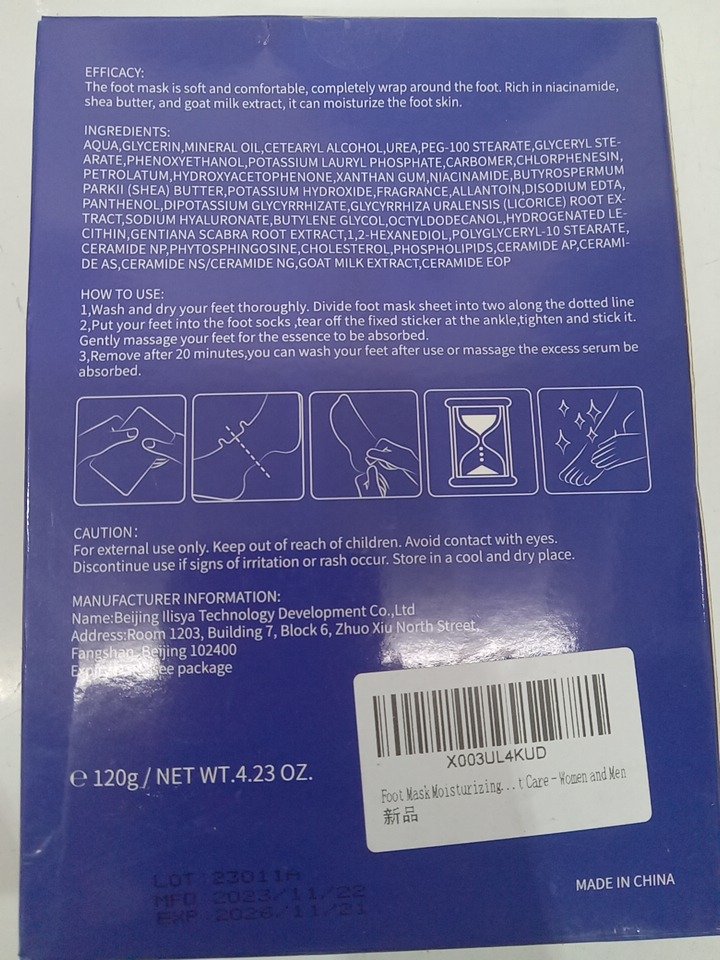 EFFICACY:
The foot mask is soft and comfortable, completely wrap around the foot. Rich in niacinamide,
shea butter, and goat milk extract, it can moisturize the foot skin.
INGREDIENTS:
AQUA,GLYCERIN,MINERAL OIL,CETEARYL ALCOHOL,UREA,PEG-100 STEARATE,GLYCERYL STE-
ARATE,PHENOXYETHANOL,POTASSIUM LAURYL PHOSPHATE,CARBOMER,CHLORPHENESIN,
PETROLATUM,HYDROXYACETOPHENONE,XANTHAN GUM,NIACINAMIDE,BUTYROSPERMUM
PARKII (SHEA) BUTTER,POTASSIUM HYDROXIDE,FRAGRANCE,ALLANTOIN,DISODIUM EDTA,
PANTHENOL,DIPOTASSIUM GLYCYRRHIZATE,GLYCYRRHIZA URALENSIS (LICORICE) ROOT EX-
TRACT,SODIUM HYALURONATE,BUTYLENE GLYCOL,OCTYLDODECANOL,HYDROGENATED LE-
CITHIN,GENTIANA SCABRA ROOT EXTRACT,1,2-HEXANEDIOL,POLYGLYCERYL-10 STEARATE,
CERAMIDE NP,PHYTOSPHINGOSINE,CHOLESTEROL,PHOSPHOLIPIDS,CERAMIDE AP,CERAMI-
DE AS,CERAMIDE NS/CERAMIDE NG,GOAT MILK EXTRACT,CERAMIDE EOP
HOW TO USE:
1,Wash and dry your feet thoroughly. Divide foot mask sheet into two along the dotted line
2,Put your feet into the foot socks ,tear off the fixed sticker at the ankle,tighten and stick it.
Gently massage your feet for the essence to be absorbed.
3,Remove after 20 minutes,you can wash your feet after use or massage the excess serum be
absorbed.
CAUTION:
For external use only. Keep out of reach of children. Avoid contact with eyes.
Discontinue use if signs of irritation or rash occur. Store in a cool and dry place.
MANUFACTURER INFORMATION:
Name:Beijing Ilisya Technology Development Co.,Ltd
Address:Room 1203, Building 7, Block 6, Zhuo Xiu North Street,
Fangshan, Beijing 102400
see package
℮ 120g / NET WT.4.23 OZ.
X003UL4KUD
Foot Mask Moisturizing...t Care - Women and Men
新品
LOT 23011A
MFD 2023/11/22
EXP 2026/11/21
MADE IN CHINA